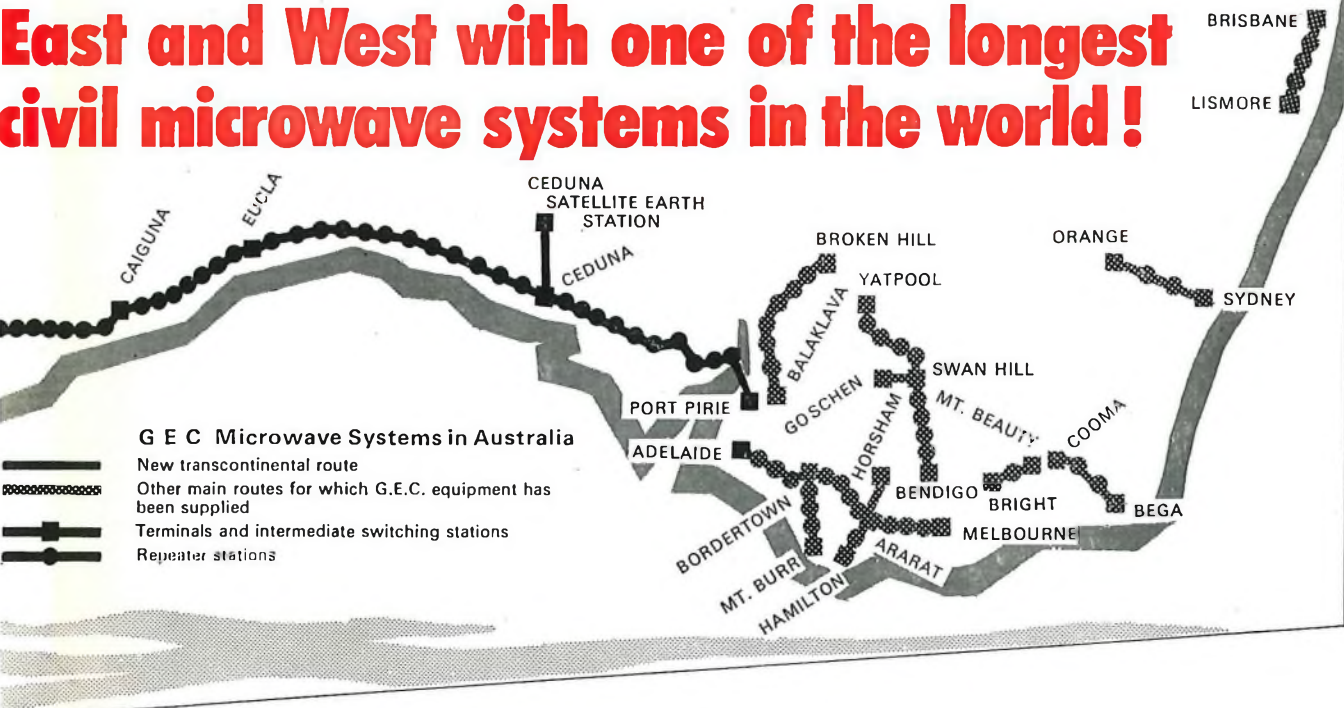 East and West with one of the longest
civil microwave systems in the world!
BRISBANE
LISMORE
CAIGUNA
EUCLA
CEDUNA
SATELLITE EARTH
STATION
CEDUNA
BROKEN HILL
ORANGE
YATPOOL
SYDNEY
BALAKLAVA
SWAN HILL
GOSCHEN
PORT PIRIE
MT. BEAUTY
COOMA
HORSHAM
ADELAIDE
BENDIGO
BRIGHT
BEGA
BORDERTOWN
MELBOURNE
ARARAT
MT. BURR
HAMILTON
G E C Microwave Systems in Australia
New transcontinental route
Other main routes for which G.E.C. equipment has
been supplied
Terminals and intermediate switching stations
Repeater stations